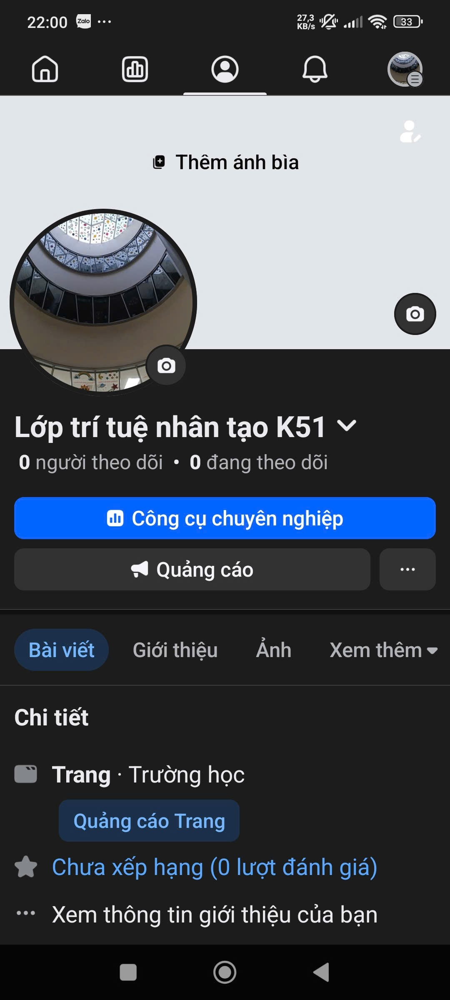 22:00 Zalo ... 27,3 KB/s 33
Thêm ảnh bìa
Lớp trí tuệ nhân tạo K51
0 người theo dõi • 0 đang theo dõi
Công cụ chuyên nghiệp
Quảng cáo ...
Bài viết Giới thiệu Ảnh Xem thêm
Chi tiết
Trang · Trường học
Quảng cáo Trang
Chưa xếp hạng (0 lượt đánh giá)
... Xem thông tin giới thiệu của bạn